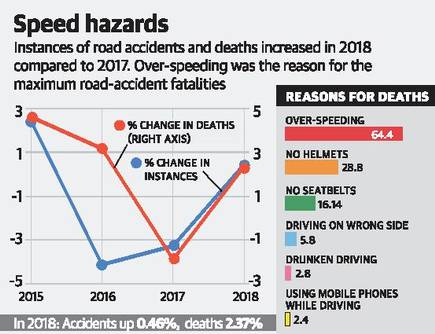 Speed hazards
Instances of road accidents and deaths increased in 2018
compared to 2017. Over-speeding was the reason for the
maximum road-accident fatalities
REASONS FOR DEATHS
OVER-SPEEDING
64.4
NO HELMETS
28.8
NO SEATBELTS
16.14
DRIVING ON WRONG SIDE
5.8
DRUNKEN DRIVING
2.8
USING MOBILE PHONES
WHILE DRIVING
2.4
% CHANGE IN DEATHS
(RIGHT AXIS)
% CHANGE IN
INSTANCES
3
1
-1
-3
-5
5
3
1
-1
-3
2015 2016 2017 2018
In 2018: Accidents up 0.46%, deaths 2.37%